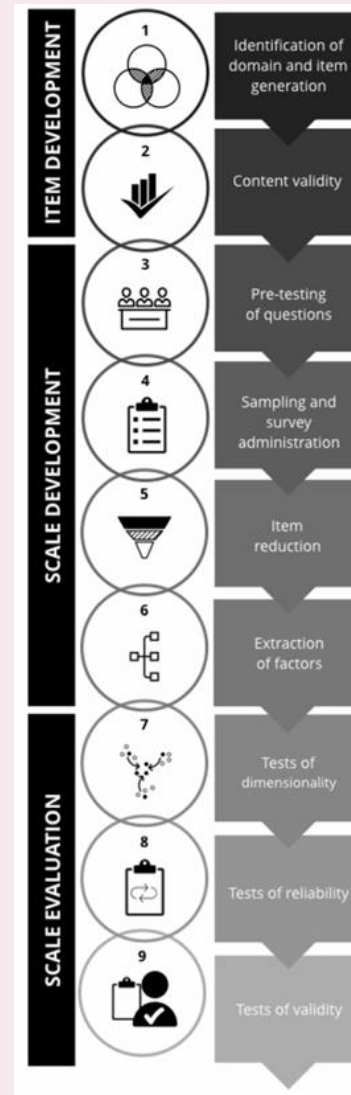 ITEM DEVELOPMENT
1
Identification of
domain and item
generation
2
Content validity
SCALE DEVELOPMENT
3
Pre-testing
of questions
4
Sampling and
survey
administration
5
Item
reduction
6
Extraction
of factors
SCALE EVALUATION
7
Tests of
dimensionality
8
Tests of reliability
9
Tests of validity